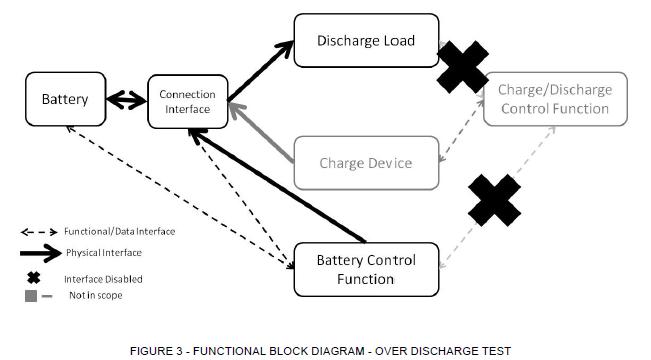 Discharge Load
Charge/Discharge
Control Function
Battery
Connection
Interface
Charge Device
Battery Control
Function
Functional/Data Interface
Physical Interface
Interface Disabled
Not in scope
FIGURE 3 - FUNCTIONAL BLOCK DIAGRAM - OVER DISCHARGE TEST